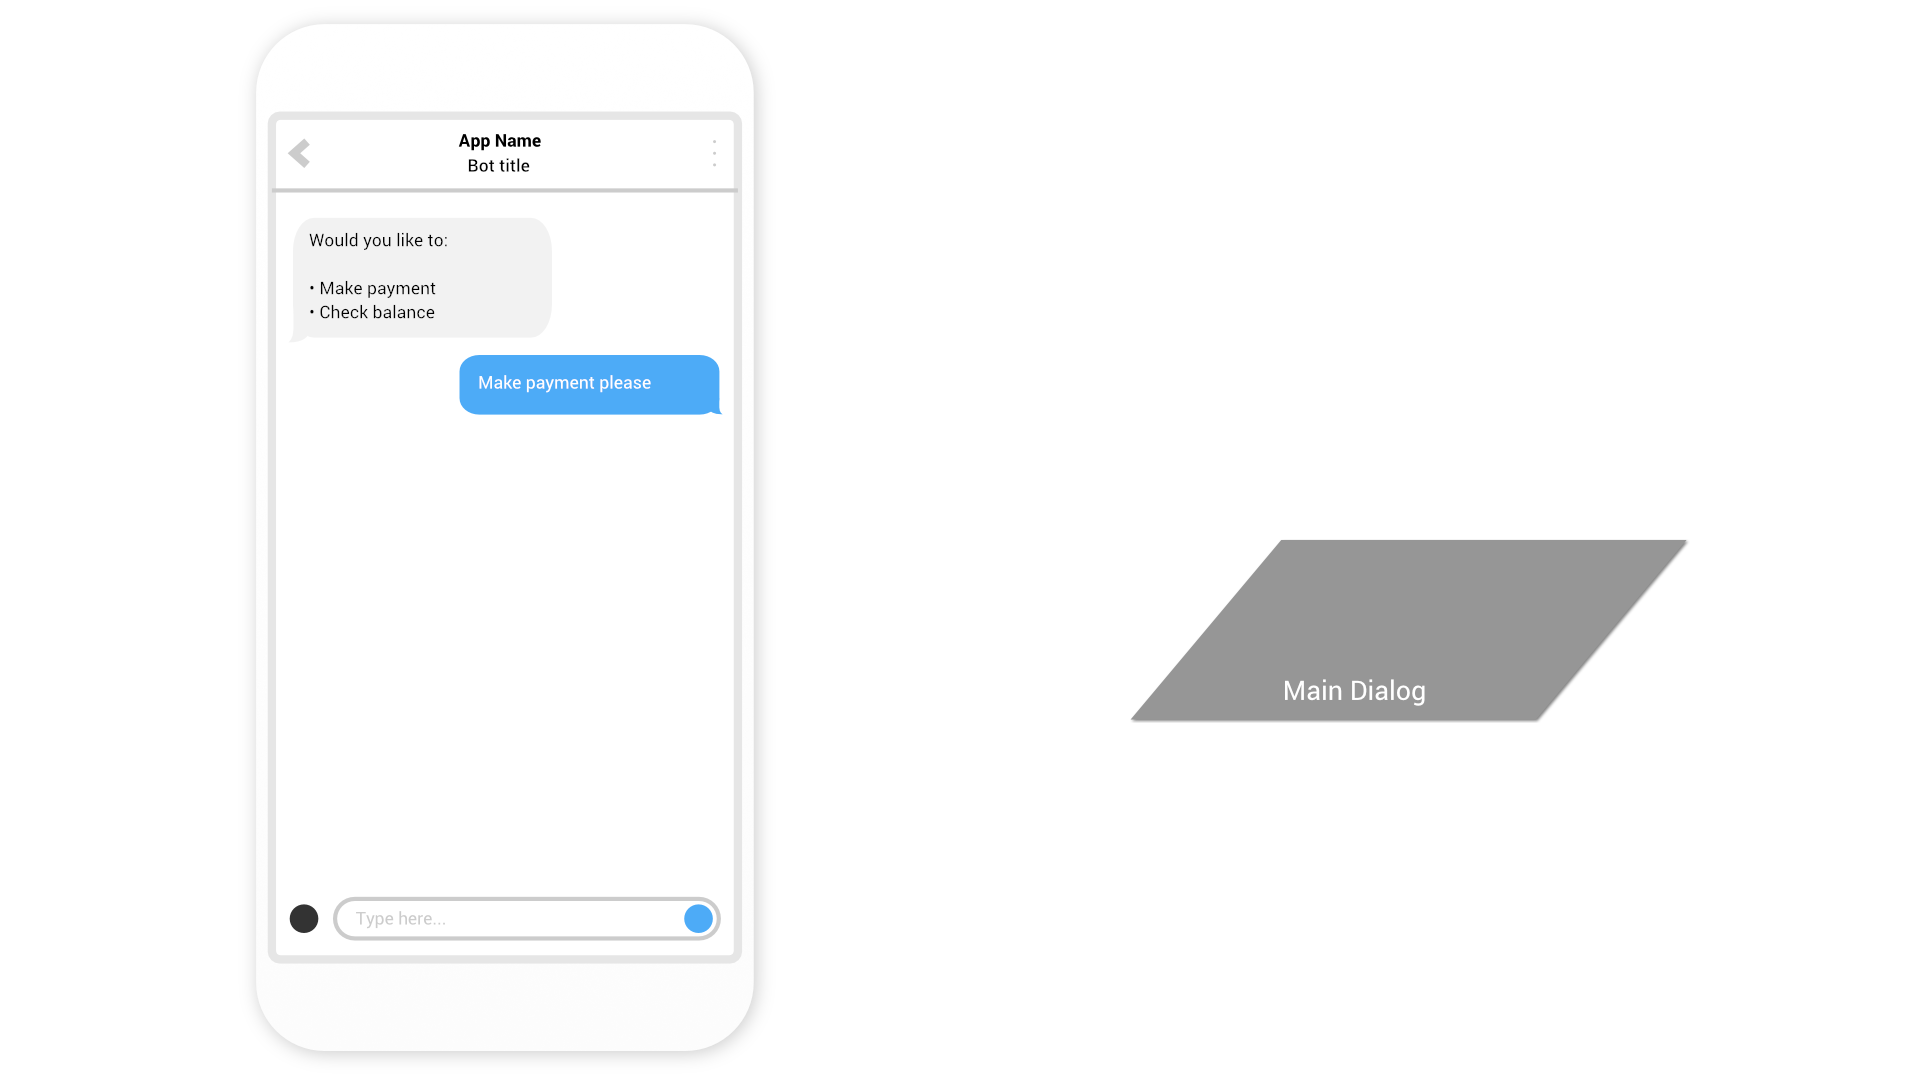 App Name
Bot title
Would you like to:
• Make payment
• Check balance
Make payment please
Type here...
Main Dialog